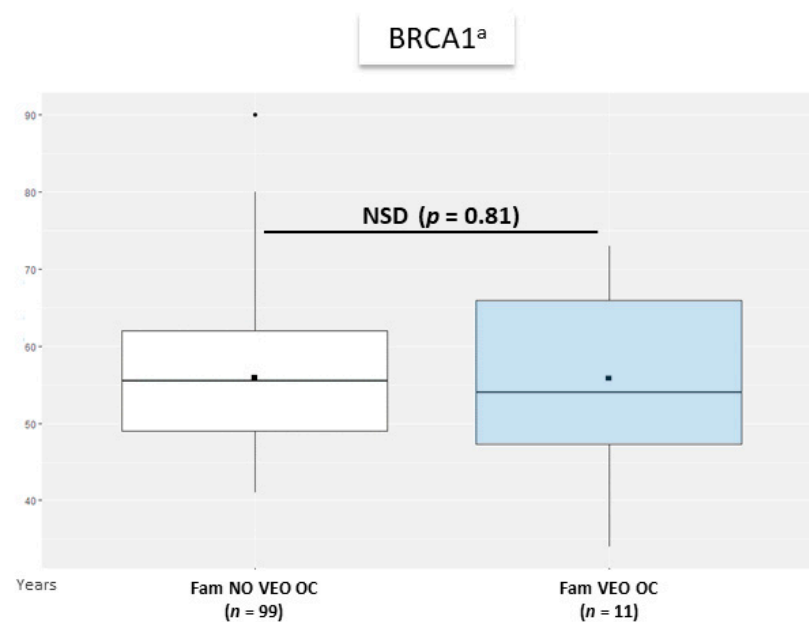 BRCA1ᵃ
90
80
NSD (p = 0.81)
70
60
50
40
Years
Fam NO VEO OC
(n = 99)
Fam VEO OC
(n = 11)